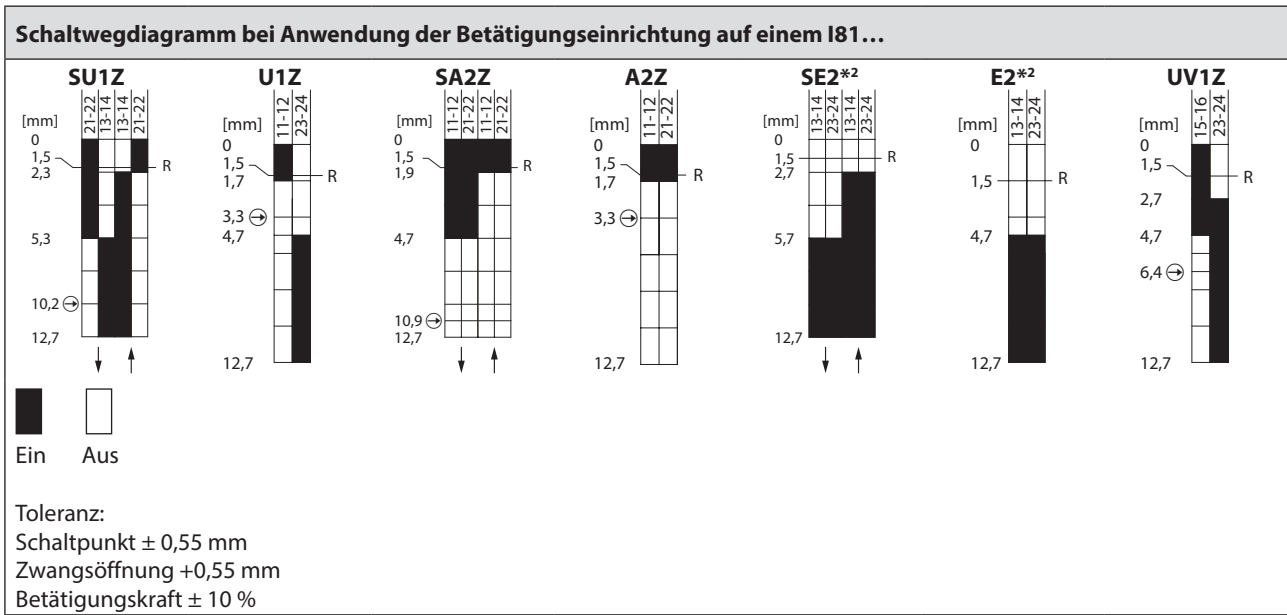 Schaltwegdiagramm bei Anwendung der Betätigungseinrichtung auf einem I81…
SU1Z
[mm]
21-22
13-14
13-14
21-22
0
1,5
2,3
R
5,3
10,2
12,7
U1Z
[mm]
11-12
23-24
0
1,5
1,7
R
3,3
4,7
12,7
SA2Z
[mm]
11-12
21-22
11-12
21-22
0
1,5
1,9
R
4,7
10,9
12,7
A2Z
[mm]
11-12
21-22
0
1,5
1,7
R
3,3
12,7
SE2*²
[mm]
13-14
23-24
13-14
23-24
0
1,5
R
2,7
5,7
12,7
E2*²
[mm]
13-14
23-24
0
1,5
R
4,7
12,7
UV1Z
[mm]
15-16
23-24
0
1,5
R
2,7
4,7
6,4
12,7
Ein Aus
Toleranz:
Schaltpunkt ± 0,55 mm
Zwangsöffnung +0,55 mm
Betätigungskraft ± 10 %